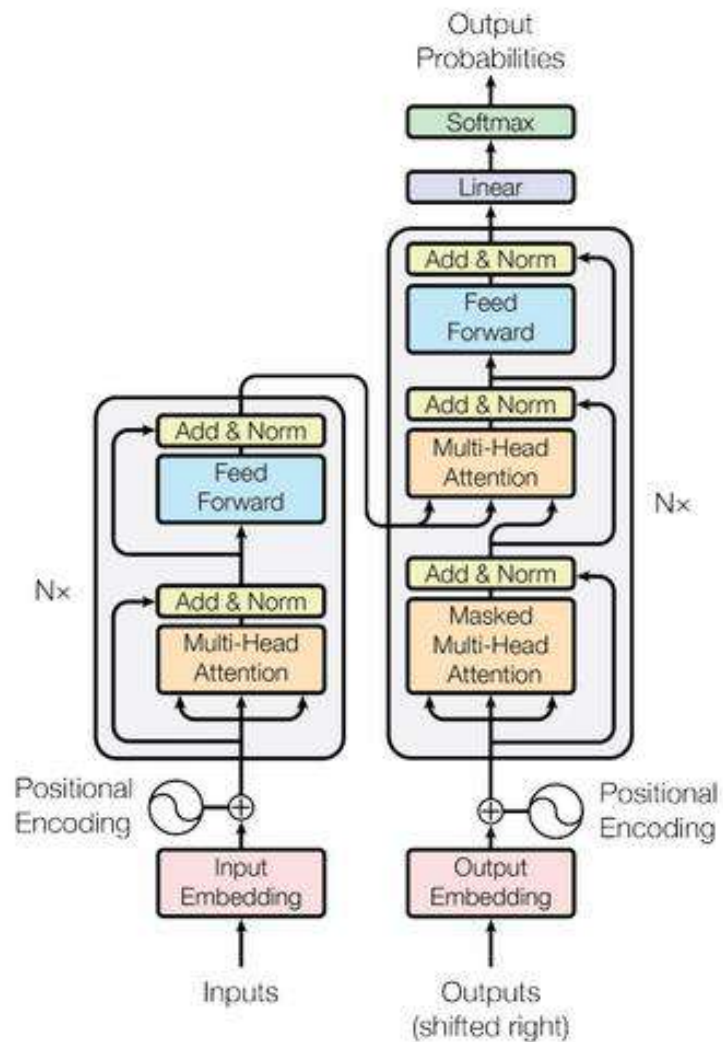 Output
Probabilities
Softmax
Linear
Add & Norm
Feed
Forward
Add & Norm
Multi-Head
Attention
Nx
Add & Norm
Masked
Multi-Head
Attention
Add & Norm
Feed
Forward
Nx
Add & Norm
Multi-Head
Attention
Positional
Encoding
Positional
Encoding
Input
Embedding
Output
Embedding
Inputs
Outputs
(shifted right)